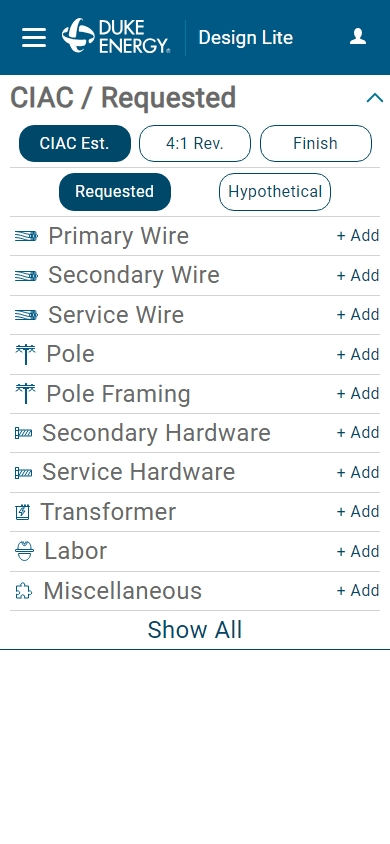 DUKE
ENERGY®
Design Lite
CIAC / Requested
CIAC Est.
4:1 Rev.
Finish
Requested
Hypothetical
Primary Wire + Add
Secondary Wire + Add
Service Wire + Add
Pole + Add
Pole Framing + Add
Secondary Hardware + Add
Service Hardware + Add
Transformer + Add
Labor + Add
Miscellaneous + Add
Show All